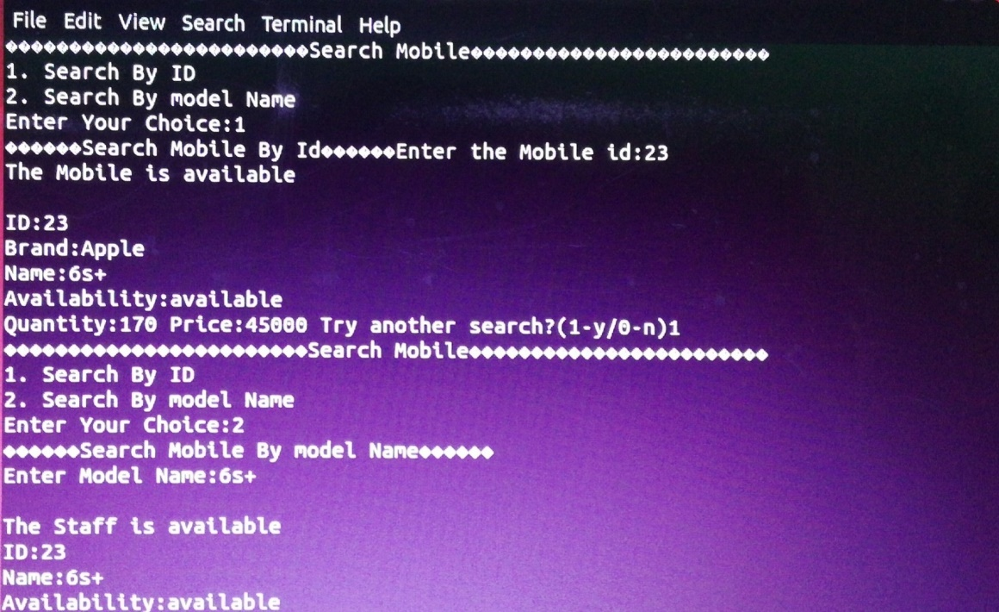 File Edit View Search Terminal Help
������������������������Search Mobile������������������������
1. Search By ID
2. Search By model Name
Enter Your Choice:1
������Search Mobile By Id������Enter the Mobile id:23
The Mobile is available
ID:23
Brand:Apple
Name:6s+
Availability:available
Quantity:170 Price:45000 Try another search?(1-y/0-n)1
������������������������Search Mobile������������������������
1. Search By ID
2. Search By model Name
Enter Your Choice:2
������Search Mobile By model Name������
Enter Model Name:6s+
The Staff is available
ID:23
Name:6s+
Availability:available